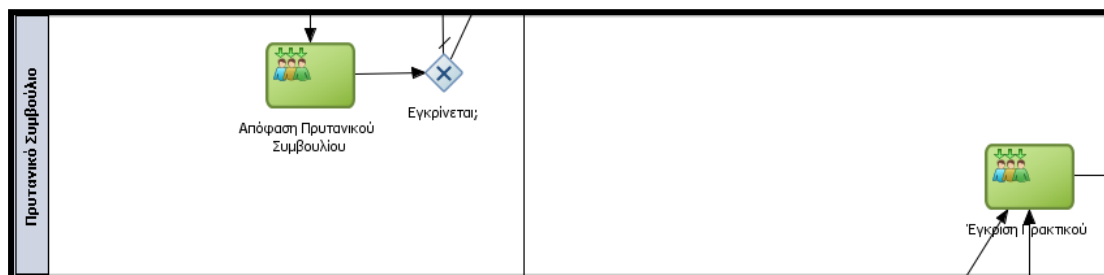 Πρυτανικό Συμβούλιο
Απόφαση Πρυτανικού
Συμβουλίου
Εγκρίνεται;
Έγκριση Πρακτικού